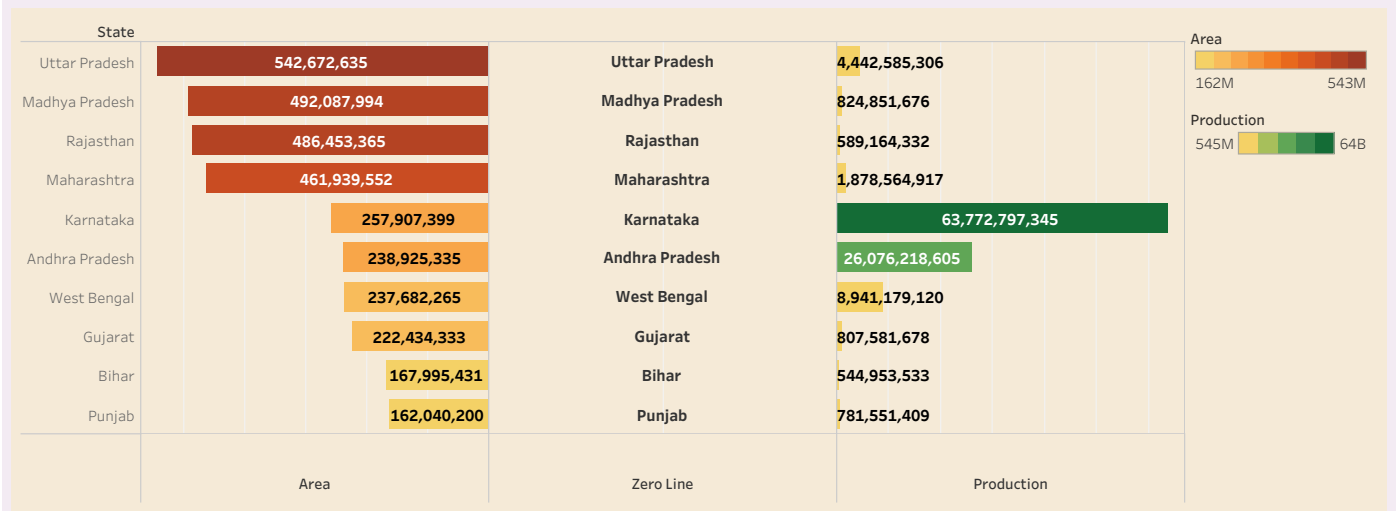 State
Uttar Pradesh 542,672,635 Uttar Pradesh 4,442,585,306
Madhya Pradesh 492,087,994 Madhya Pradesh 824,851,676
Rajasthan 486,453,365 Rajasthan 589,164,332
Maharashtra 461,939,552 Maharashtra 1,878,564,917
Karnataka 257,907,399 Karnataka 63,772,797,345
Andhra Pradesh 238,925,335 Andhra Pradesh 26,076,218,605
West Bengal 237,682,265 West Bengal 8,941,179,120
Gujarat 222,434,333 Gujarat 807,581,678
Bihar 167,995,431 Bihar 544,953,533
Punjab 162,040,200 Punjab 781,551,409
Area Zero Line Production
Area
162M 543M
Production
545M 64B